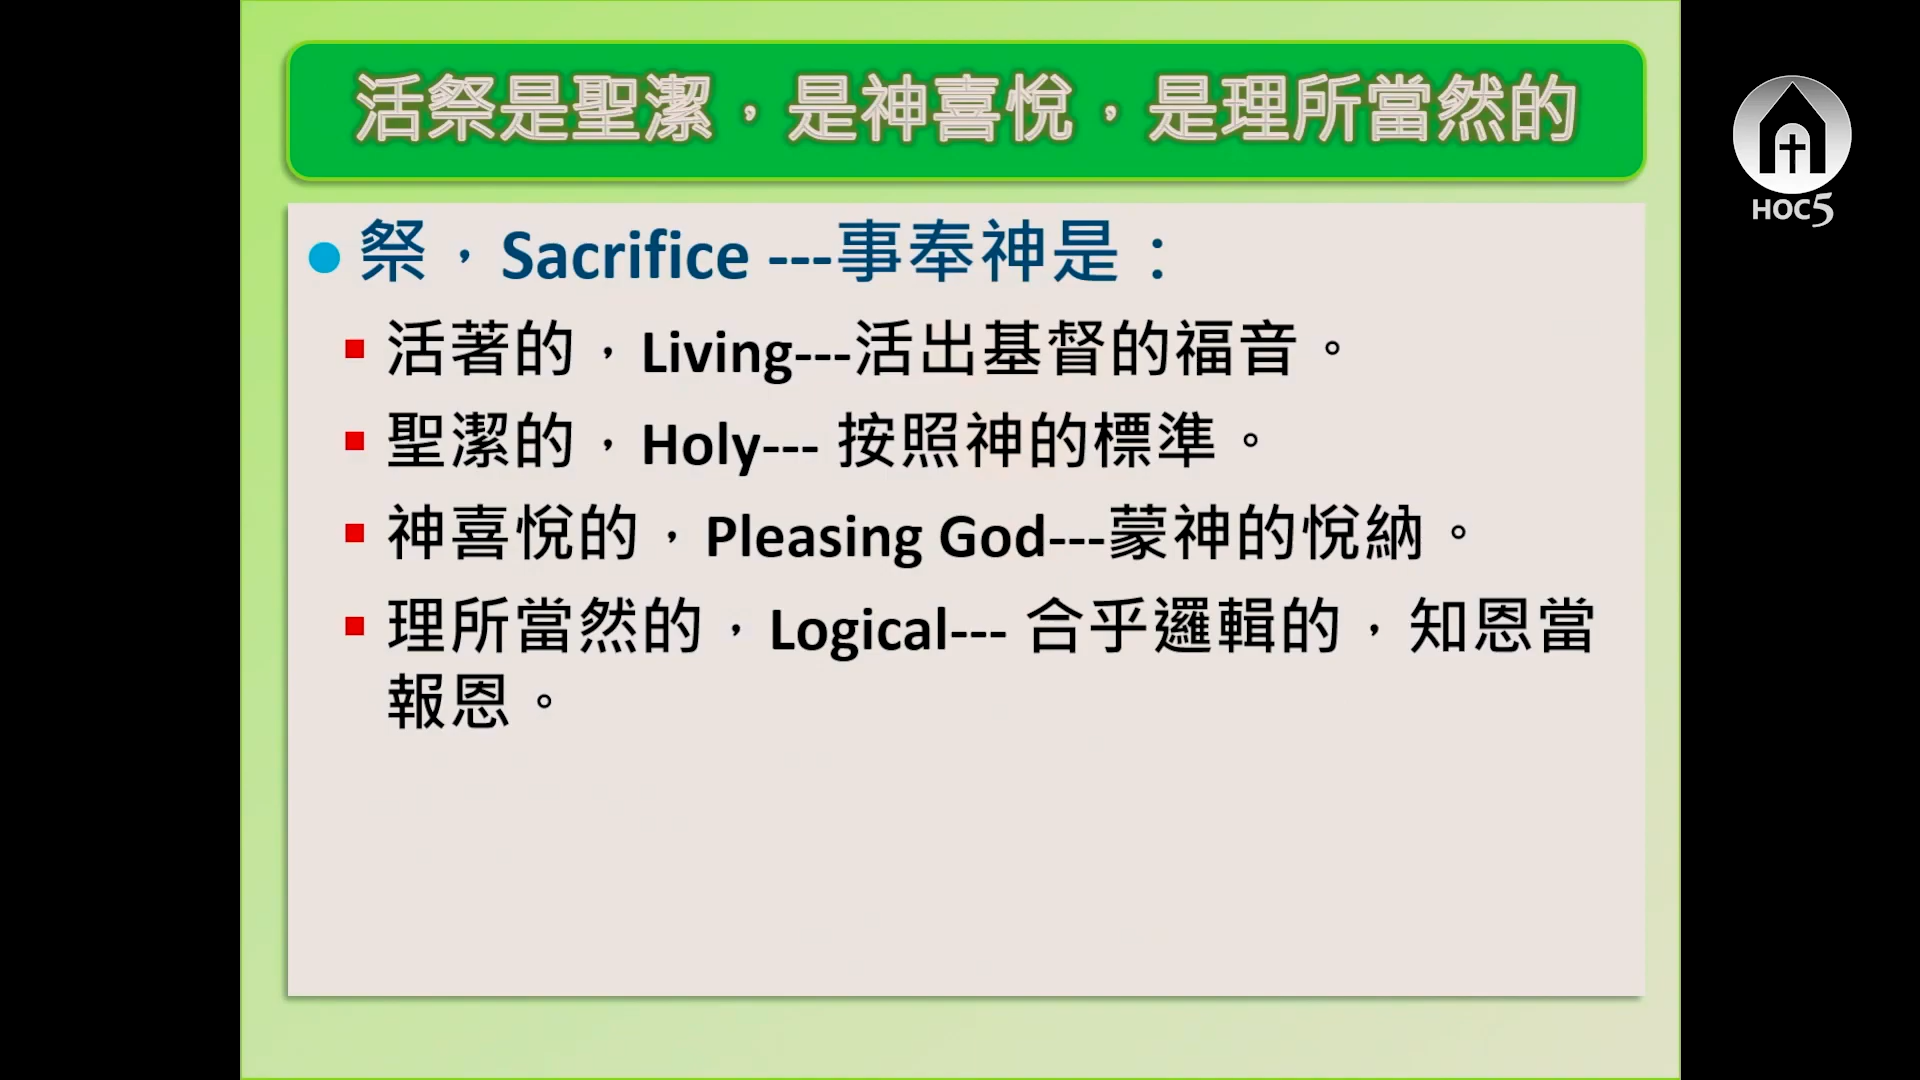 活祭是聖潔，是神喜悅，是理所當然的
祭，Sacrifice ---事奉神是：
活著的，Living---活出基督的福音。
聖潔的，Holy--- 按照神的標準。
神喜悅的，Pleasing God---蒙神的悅納。
理所當然的，Logical--- 合乎邏輯的，知恩當
報恩。
HOC5